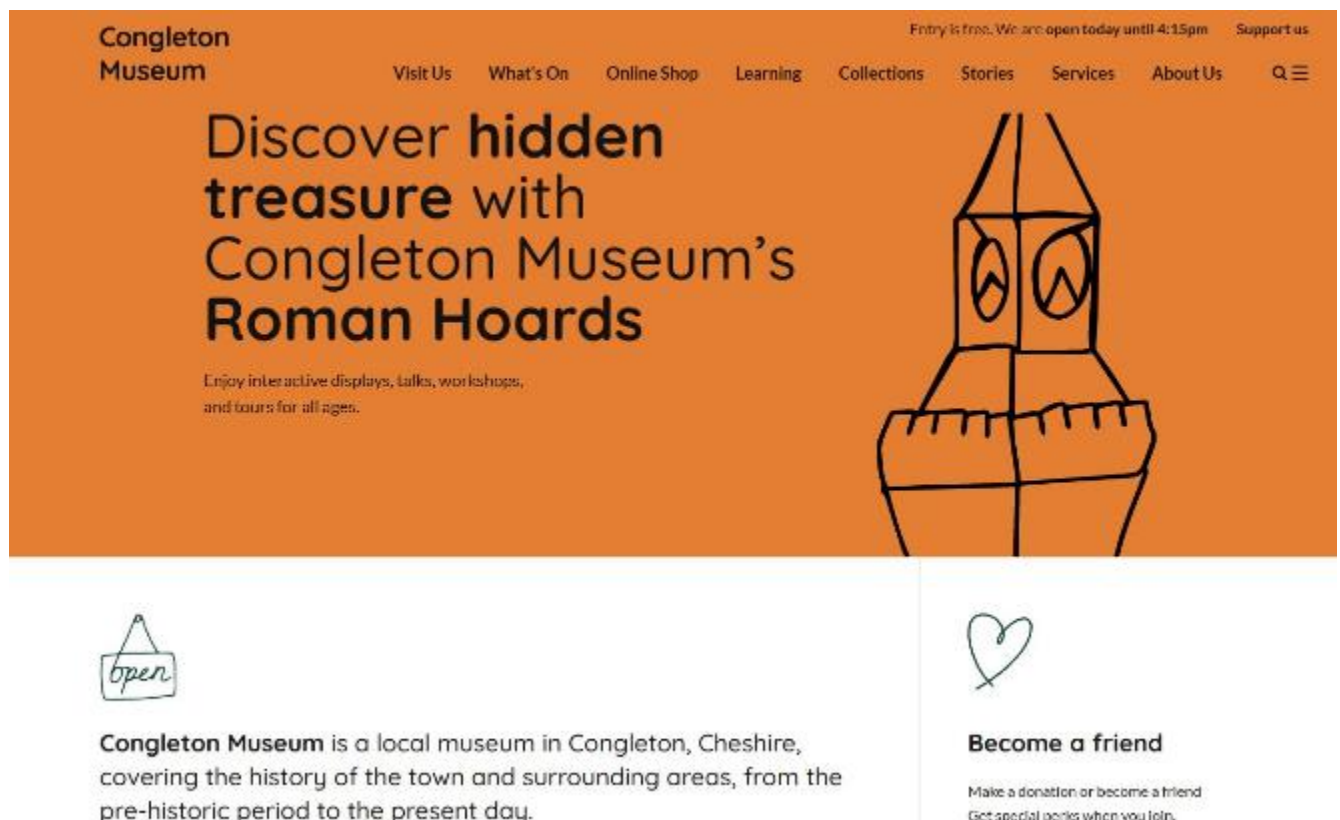 Congleton
Museum
Entry is free. We are open today until 4:15pm
Support us
Visit Us
What's On
Online Shop
Learning
Collections
Stories
Services
About Us
Discover hidden
treasure with
Congleton Museum's
Roman Hoards
Enjoy interactive displays, talks, workshops,
and tours for all ages.
open
Congleton Museum is a local museum in Congleton, Cheshire,
covering the history of the town and surrounding areas, from the
pre-historic period to the present day.
Become a friend
Make a donation or become a friend
Get special perks when you join.